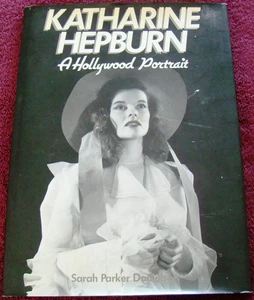 KATHARINE
HEPBURN
A Hollywood Portrait
Sarah Parker